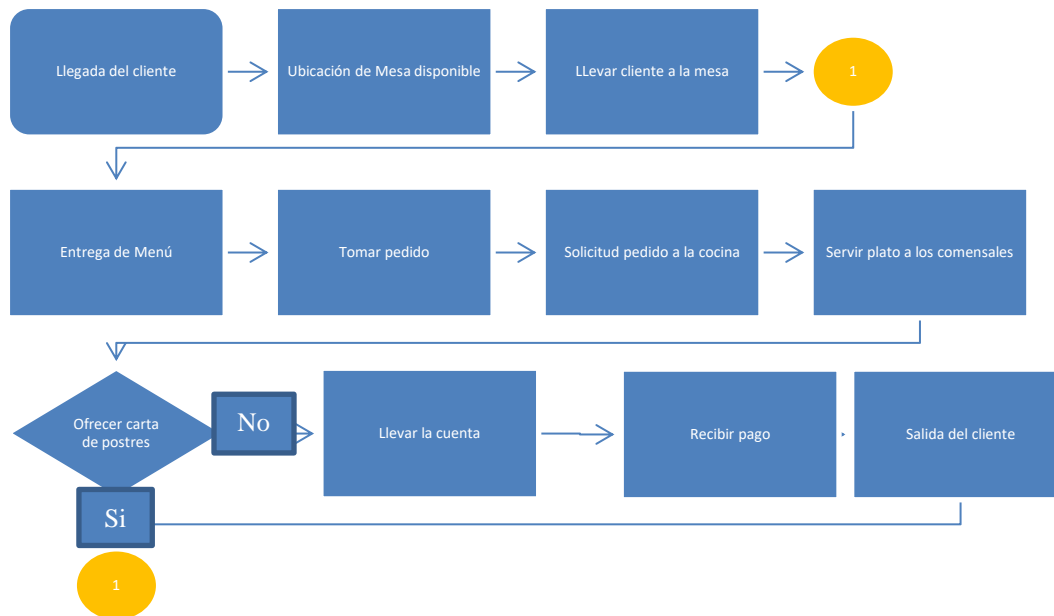 Llegada del cliente
Ubicación de Mesa disponible
LLevar cliente a la mesa
1
Entrega de Menú
Tomar pedido
Solicitud pedido a la cocina
Servir plato a los comensales
Ofrecer carta
de postres
No
Llevar la cuenta
Recibir pago
Salida del cliente
Si
1